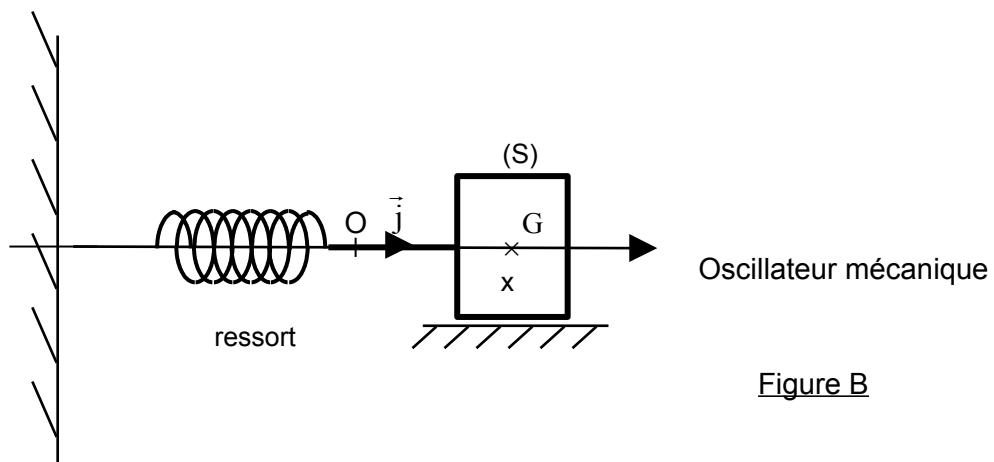 (S)
O
j
G
x
Oscillateur mécanique
ressort
Figure B